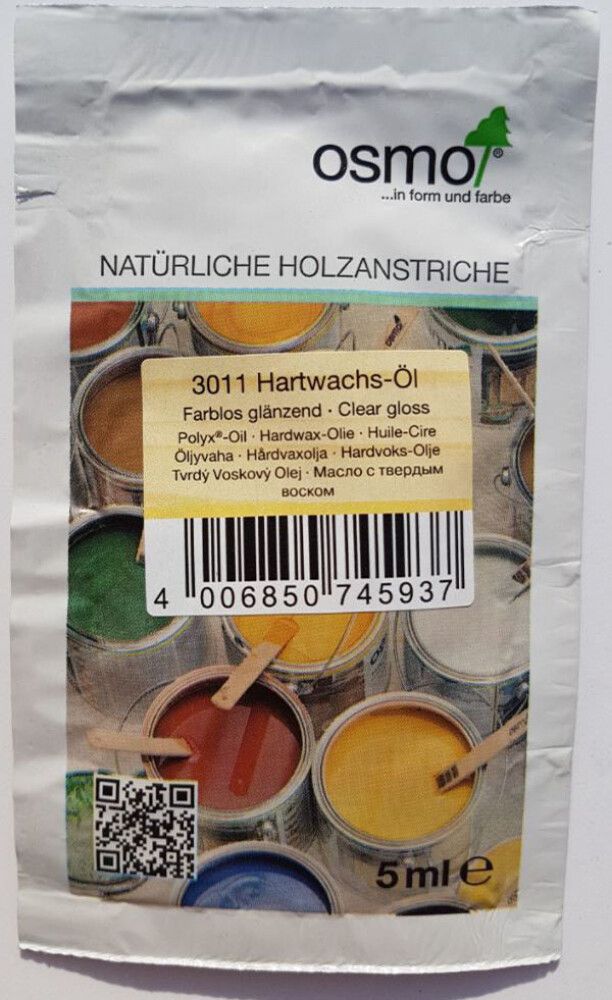 osmo®
...in form und farbe
NATÜRLICHE HOLZANSTRICHE
3011 Hartwachs-Öl
Farblos glänzend · Clear gloss
Polyx®-Oil · Hardwax-Olie · Huile-Cire
Öljyvaha · Hårdvaxolja · Hardvoks-Olje
Tvrdý Voskový Olej · Масло с твердым
воском
4 006850 745937
osmo
5 ml e